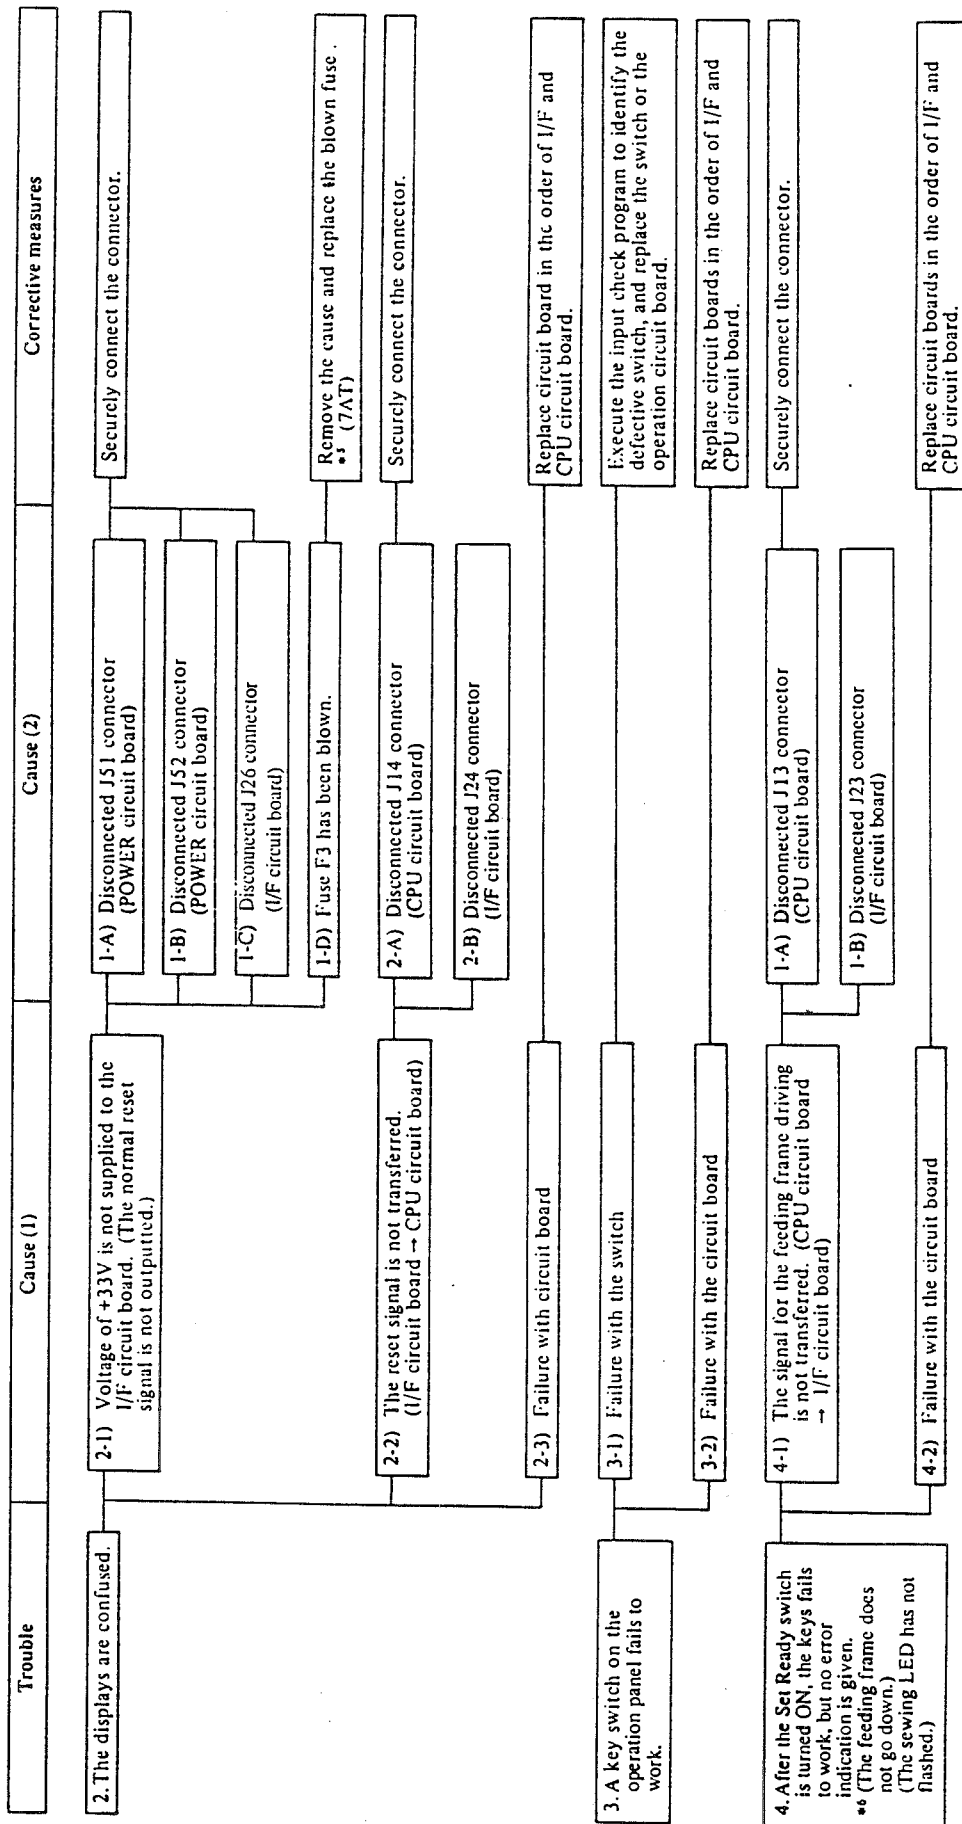 Trouble
Cause (1)
Cause (2)
Corrective measures
2. The displays are confused.
2-1) Voltage of +33V is not supplied to the
I/F circuit board. (The normal reset
signal is not outputted.)
1-A) Disconnected J51 connector
(POWER circuit board)
Securely connect the connector.
1-B) Disconnected J52 connector
(POWER circuit board)
1-C) Disconnected J26 connector
(I/F circuit board)
1-D) Fuse F3 has been blown.
Remove the cause and replace the blown fuse.
*5 (7AT)
2-2) The reset signal is not transferred.
(I/F circuit board → CPU circuit board)
2-A) Disconnected J14 connector
(CPU circuit board)
Securely connect the connector.
2-B) Disconnected J24 connector
(I/F circuit board)
2-3) Failure with circuit board
Replace circuit board in the order of I/F and
CPU circuit board.
3. A key switch on the
operation panel fails to
work.
3-1) Failure with the switch
Execute the input check program to identify the
defective switch, and replace the switch or the
operation circuit board.
3-2) Failure with the circuit board
Replace circuit boards in the order of I/F and
CPU circuit board.
4. After the Set Ready switch
is turned ON, the keys fails
to work, but no error
indication is given.
*6 (The feeding frame does
not go down.)
(The sewing LED has not
flashed.)
4-1) The signal for the feeding frame driving
is not transferred. (CPU circuit board
→ I/F circuit board)
1-A) Disconnected J13 connector
(CPU circuit board)
Securely connect the connector.
1-B) Disconnected J23 connector
(I/F circuit board)
4-2) Failure with the circuit board
Replace circuit boards in the order of I/F and
CPU circuit board.